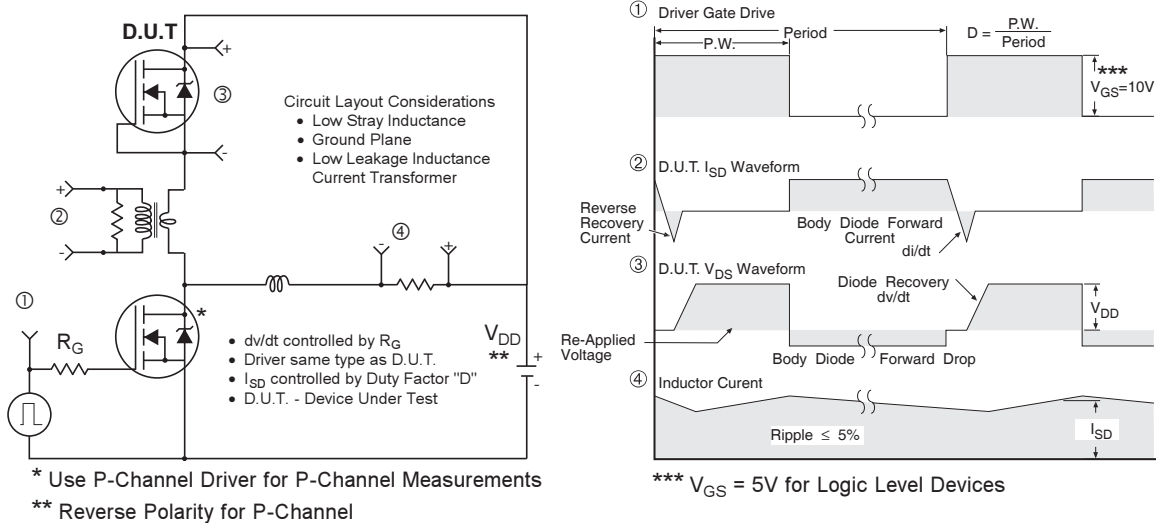 D.U.T
+
③
-
Circuit Layout Considerations
• Low Stray Inductance
• Ground Plane
• Low Leakage Inductance
Current Transformer
+
②
-
④
-
+
①
R_G
*
• dv/dt controlled by R_G
• Driver same type as D.U.T.
• I_SD controlled by Duty Factor "D"
• D.U.T. - Device Under Test
V_DD
**
+
-
* Use P-Channel Driver for P-Channel Measurements
** Reverse Polarity for P-Channel
① Driver Gate Drive
P.W.
Period
D = P.W.
Period
***
V_GS=10V
② D.U.T. I_SD Waveform
Reverse
Recovery
Current
Body Diode Forward
Current
di/dt
③ D.U.T. V_DS Waveform
Diode Recovery
dv/dt
V_DD
Re-Applied
Voltage
Body Diode Forward Drop
④ Inductor Curent
Ripple ≤ 5%
I_SD
*** V_GS = 5V for Logic Level Devices